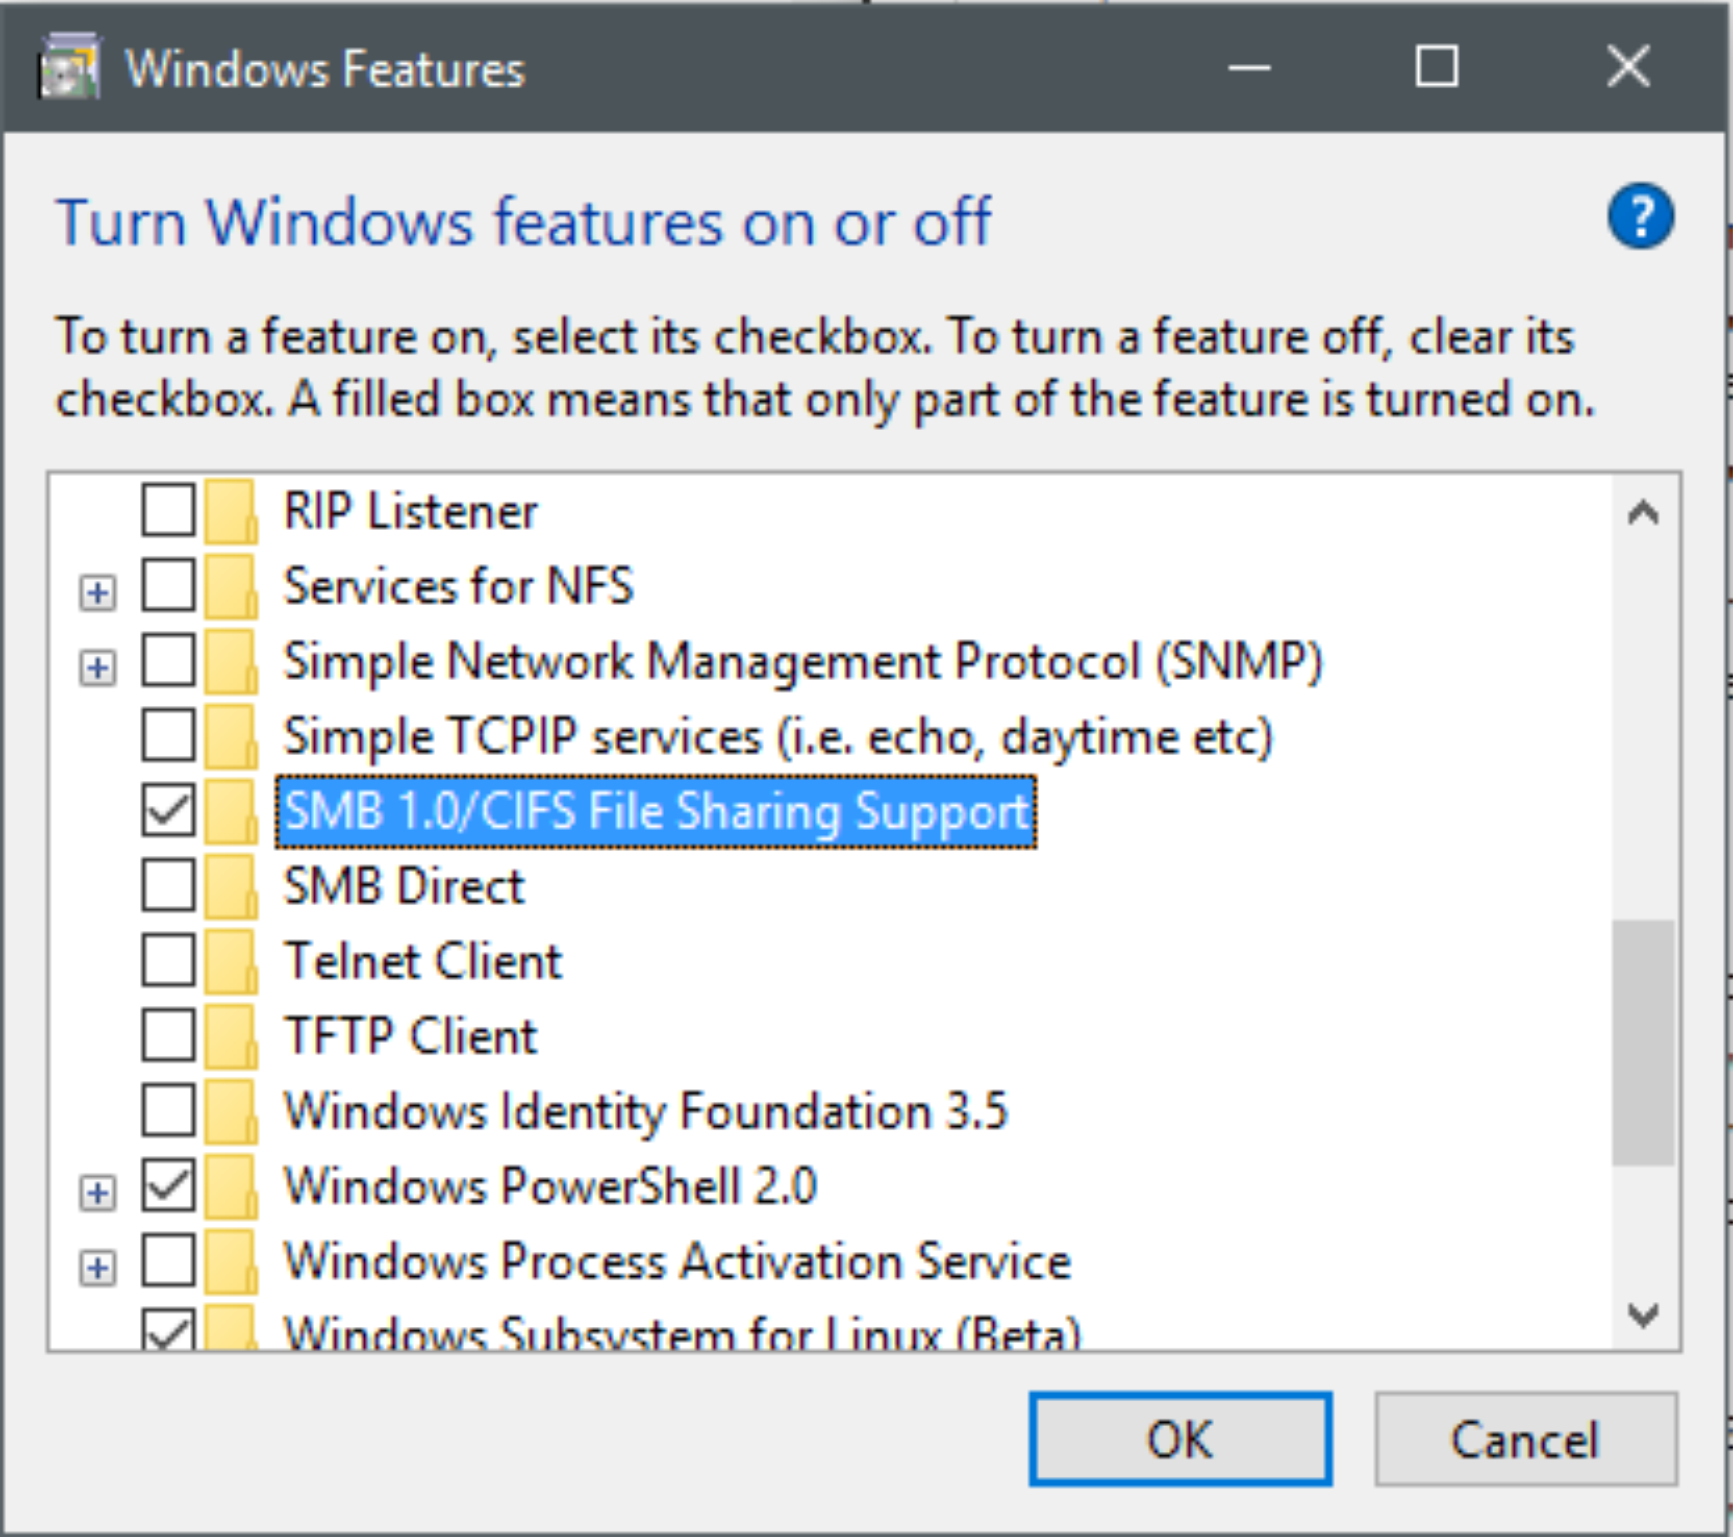 Windows Features
Turn Windows features on or off
?
To turn a feature on, select its checkbox. To turn a feature off, clear its
checkbox. A filled box means that only part of the feature is turned on.
RIP Listener
Services for NFS
Simple Network Management Protocol (SNMP)
Simple TCPIP services (i.e. echo, daytime etc)
SMB 1.0/CIFS File Sharing Support
SMB Direct
Telnet Client
TFTP Client
Windows Identity Foundation 3.5
Windows PowerShell 2.0
Windows Process Activation Service
Windows Subsystem for Linux (Beta)
OK
Cancel